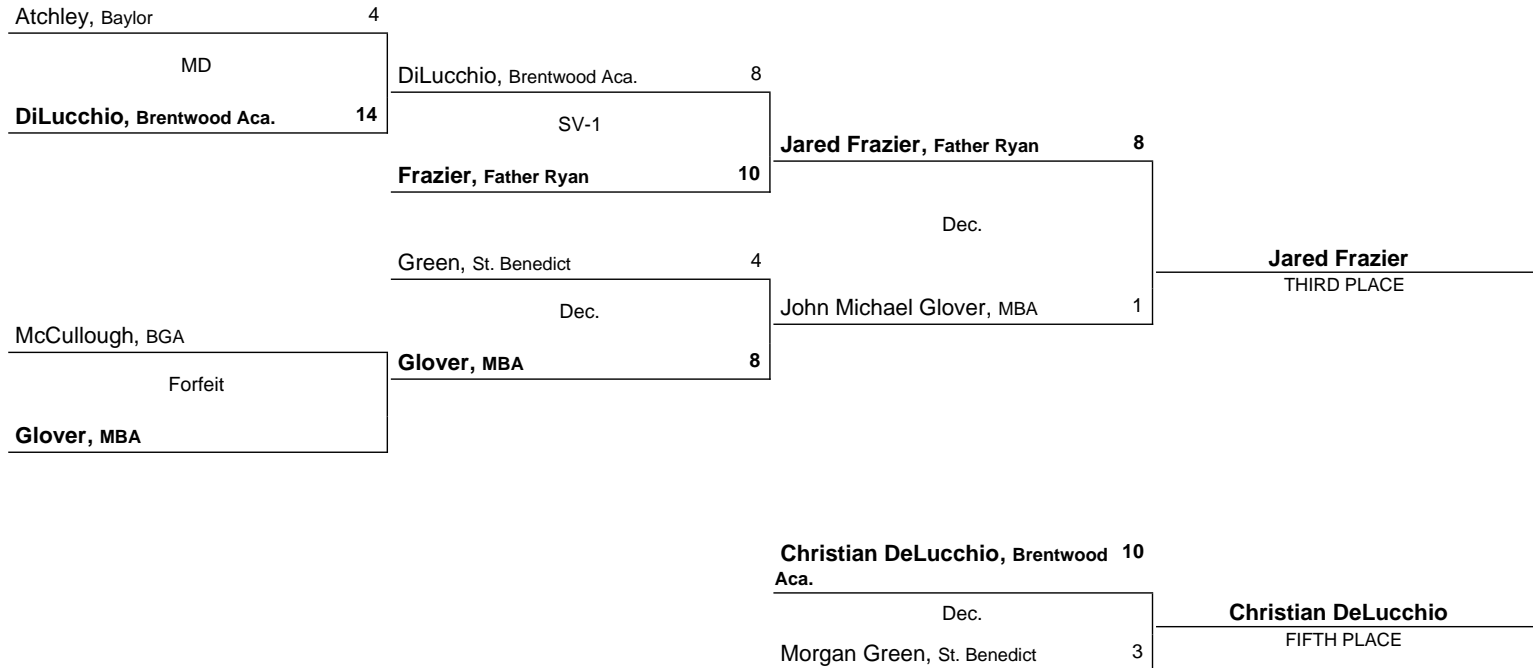 Atchley, Baylor 4
MD
DiLucchio, Brentwood Aca. 14
DiLucchio, Brentwood Aca. 8
SV-1
Frazier, Father Ryan 10
Jared Frazier, Father Ryan 8
Dec.
Green, St. Benedict 4
Dec.
Jared Frazier
THIRD PLACE
John Michael Glover, MBA 1
McCullough, BGA
Forfeit
Glover, MBA 8
Glover, MBA
Christian DeLucchio, Brentwood 10
Aca.
Dec.
Christian DeLucchio
FIFTH PLACE
Morgan Green, St. Benedict 3